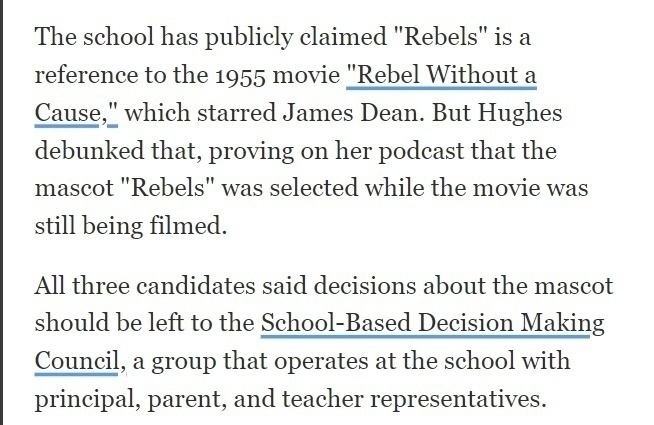 The school has publicly claimed "Rebels" is a
reference to the 1955 movie "Rebel Without a
Cause," which starred James Dean. But Hughes
debunked that, proving on her podcast that the
mascot "Rebels" was selected while the movie was
still being filmed.
All three candidates said decisions about the mascot
should be left to the School-Based Decision Making
Council, a group that operates at the school with
principal, parent, and teacher representatives.